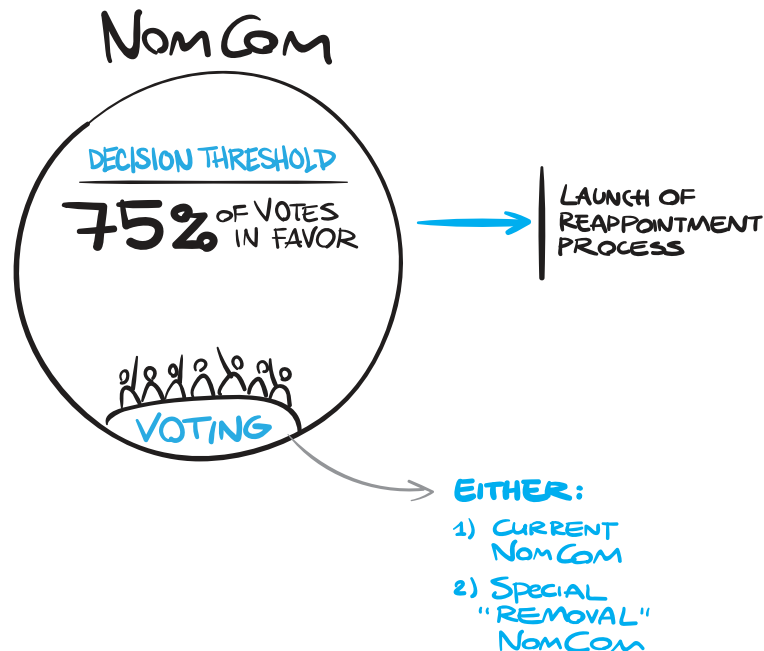 NomCom
DECISION THRESHOLD
75% OF VOTES
IN FAVOR
LAUNCH OF
REAPPOINTMENT
PROCESS
VOTING
EITHER:
1) CURRENT
NomCom
2) SPECIAL
"REMOVAL"
NomCom